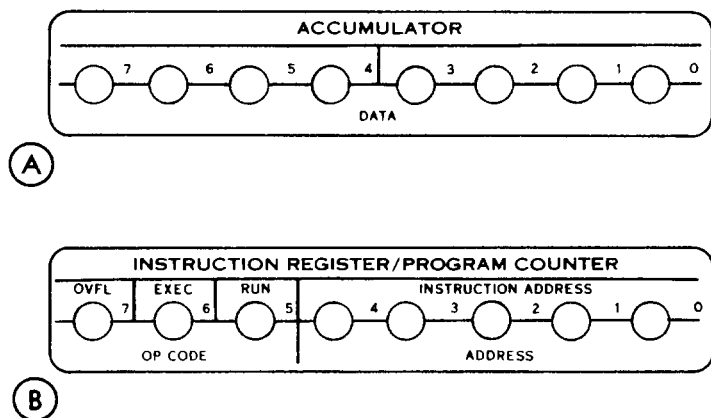 ACCUMULATOR
7 6 5 4 3 2 1 0
DATA
A
INSTRUCTION REGISTER/PROGRAM COUNTER
OVFL EXEC RUN INSTRUCTION ADDRESS
7 6 5 4 3 2 1 0
OP CODE ADDRESS
B